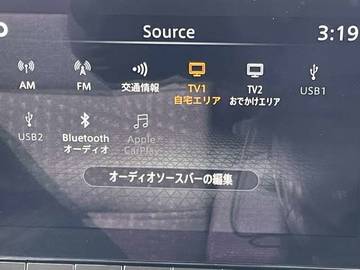 Source
3:19
AM
FM
交通情報
TV1
自宅エリア
TV2
おでかけエリア
USB1
USB2
Bluetooth
オーディオ
Apple
CarPlay
オーディオソースバーの編集